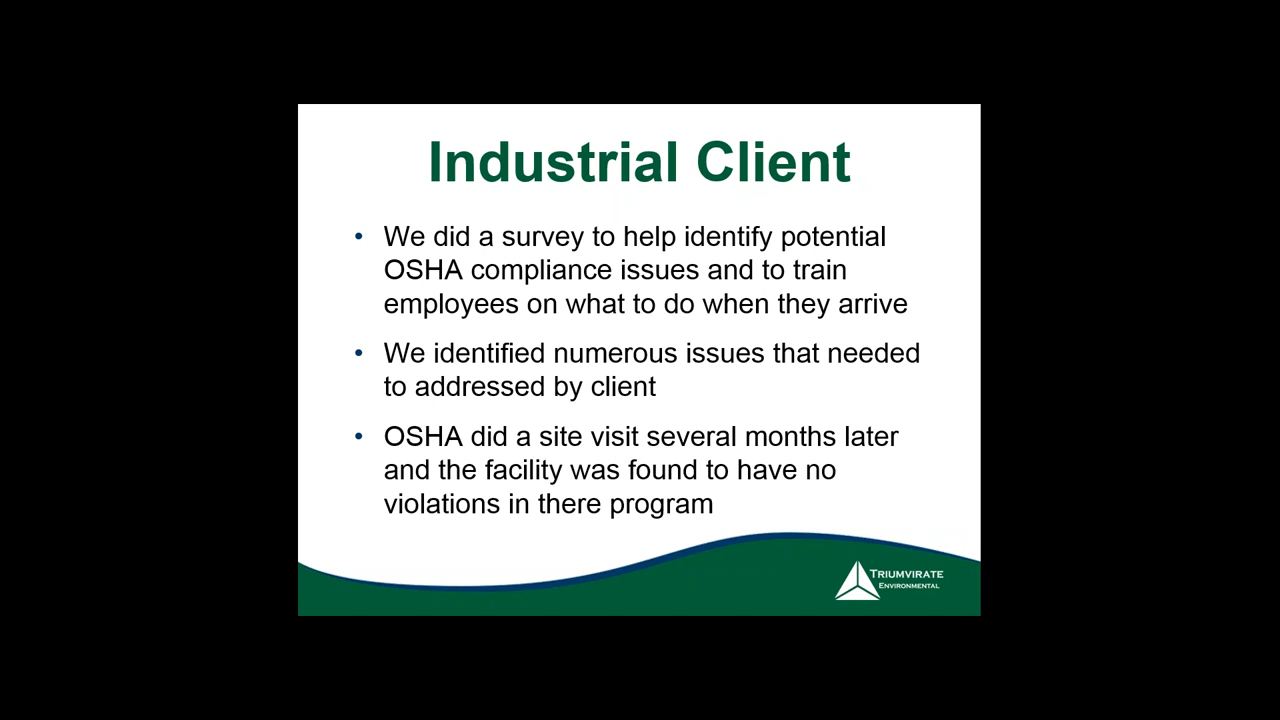 Industrial Client
• We did a survey to help identify potential
OSHA compliance issues and to train
employees on what to do when they arrive
• We identified numerous issues that needed
to addressed by client
• OSHA did a site visit several months later
and the facility was found to have no
violations in there program
TRIUMVIRATE
ENVIRONMENTAL